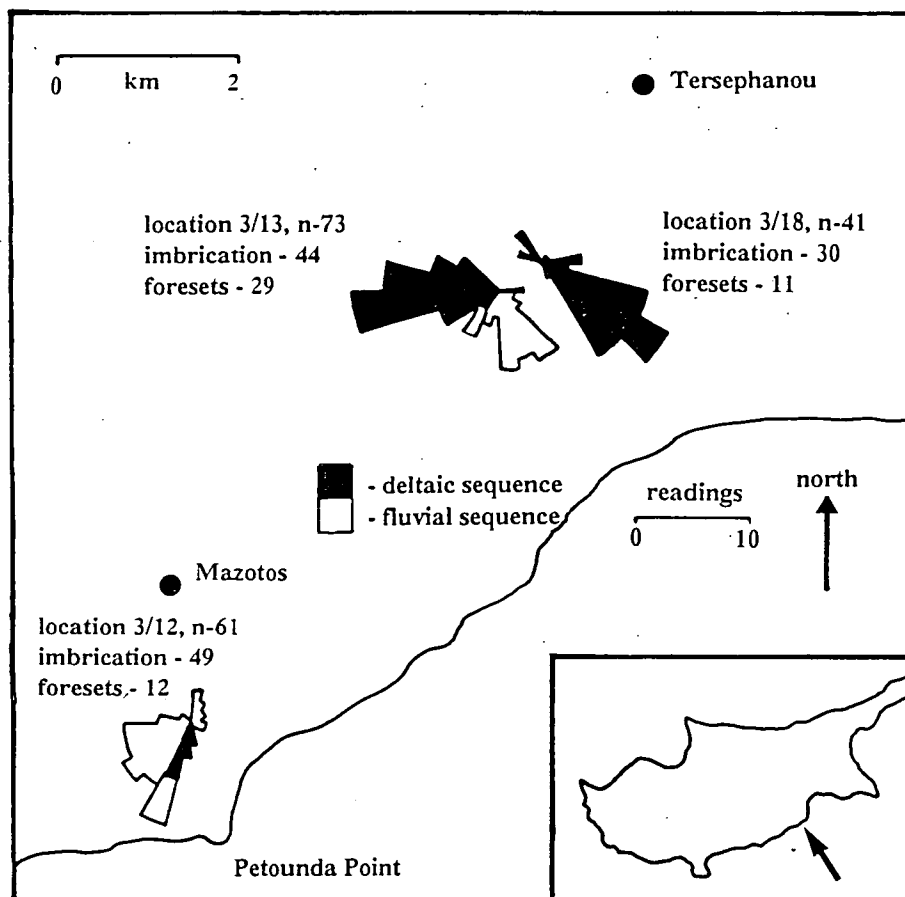 0 km 2
Tersephanou
location 3/13, n-73
imbrication - 44
foresets - 29
location 3/18, n-41
imbrication - 30
foresets - 11
- deltaic sequence
- fluvial sequence
readings
0 10
north
Mazotos
location 3/12, n-61
imbrication - 49
foresets - 12
Petounda Point